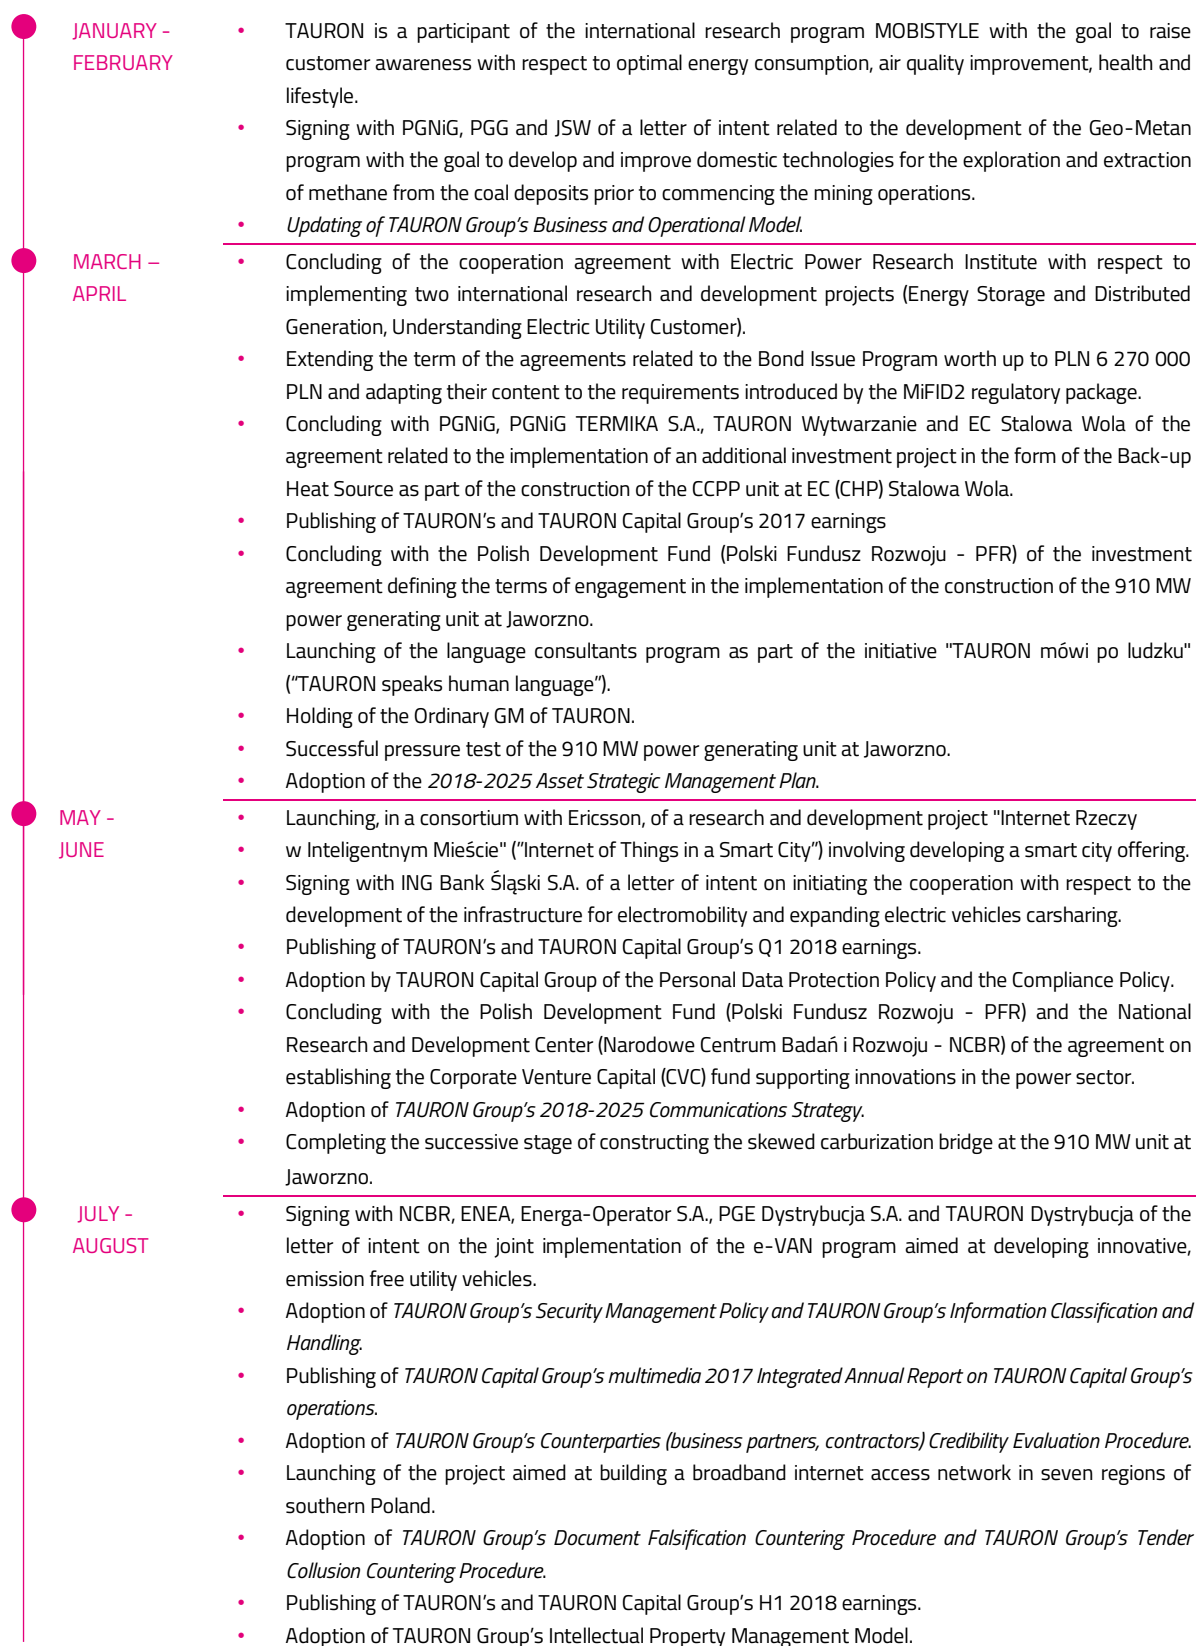 JANUARY -
FEBRUARY
• TAURON is a participant of the international research program MOBISTYLE with the goal to raise
customer awareness with respect to optimal energy consumption, air quality improvement, health and
lifestyle.
• Signing with PGNiG, PGG and JSW of a letter of intent related to the development of the Geo-Metan
program with the goal to develop and improve domestic technologies for the exploration and extraction
of methane from the coal deposits prior to commencing the mining operations.
• Updating of TAURON Group's Business and Operational Model.
MARCH –
APRIL
• Concluding of the cooperation agreement with Electric Power Research Institute with respect to
implementing two international research and development projects (Energy Storage and Distributed
Generation, Understanding Electric Utility Customer).
• Extending the term of the agreements related to the Bond Issue Program worth up to PLN 6 270 000
PLN and adapting their content to the requirements introduced by the MiFID2 regulatory package.
• Concluding with PGNiG, PGNiG TERMIKA S.A., TAURON Wytwarzanie and EC Stalowa Wola of the
agreement related to the implementation of an additional investment project in the form of the Back-up
Heat Source as part of the construction of the CCPP unit at EC (CHP) Stalowa Wola.
• Publishing of TAURON's and TAURON Capital Group's 2017 earnings
• Concluding with the Polish Development Fund (Polski Fundusz Rozwoju - PFR) of the investment
agreement defining the terms of engagement in the implementation of the construction of the 910 MW
power generating unit at Jaworzno.
• Launching of the language consultants program as part of the initiative "TAURON mówi po ludzku"
("TAURON speaks human language").
• Holding of the Ordinary GM of TAURON.
• Successful pressure test of the 910 MW power generating unit at Jaworzno.
• Adoption of the 2018-2025 Asset Strategic Management Plan.
MAY -
JUNE
• Launching, in a consortium with Ericsson, of a research and development project "Internet Rzeczy
• w Inteligentnym Mieście" ("Internet of Things in a Smart City") involving developing a smart city offering.
• Signing with ING Bank Śląski S.A. of a letter of intent on initiating the cooperation with respect to the
development of the infrastructure for electromobility and expanding electric vehicles carsharing.
• Publishing of TAURON's and TAURON Capital Group's Q1 2018 earnings.
• Adoption by TAURON Capital Group of the Personal Data Protection Policy and the Compliance Policy.
• Concluding with the Polish Development Fund (Polski Fundusz Rozwoju - PFR) and the National
Research and Development Center (Narodowe Centrum Badań i Rozwoju - NCBR) of the agreement on
establishing the Corporate Venture Capital (CVC) fund supporting innovations in the power sector.
• Adoption of TAURON Group's 2018-2025 Communications Strategy.
• Completing the successive stage of constructing the skewed carburization bridge at the 910 MW unit at
Jaworzno.
JULY -
AUGUST
• Signing with NCBR, ENEA, Energa-Operator S.A., PGE Dystrybucja S.A. and TAURON Dystrybucja of the
letter of intent on the joint implementation of the e-VAN program aimed at developing innovative,
emission free utility vehicles.
• Adoption of TAURON Group's Security Management Policy and TAURON Group's Information Classification and
Handling.
• Publishing of TAURON Capital Group's multimedia 2017 Integrated Annual Report on TAURON Capital Group's
operations.
• Adoption of TAURON Group's Counterparties (business partners, contractors) Credibility Evaluation Procedure.
• Launching of the project aimed at building a broadband internet access network in seven regions of
southern Poland.
• Adoption of TAURON Group's Document Falsification Countering Procedure and TAURON Group's Tender
Collusion Countering Procedure.
• Publishing of TAURON's and TAURON Capital Group's H1 2018 earnings.
• Adoption of TAURON Group's Intellectual Property Management Model.